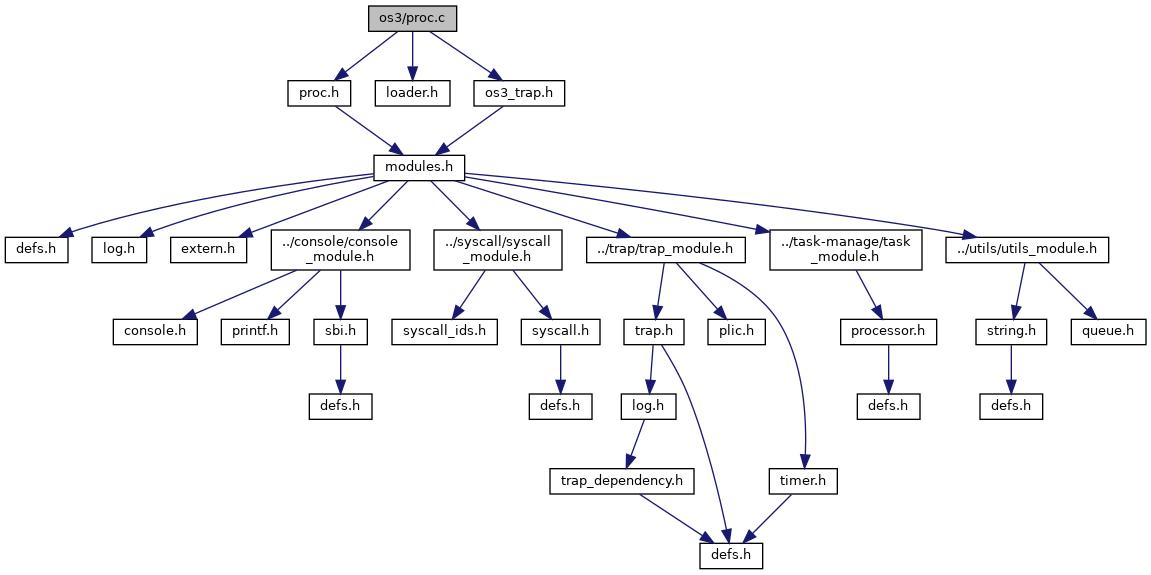 os3/proc.c
proc.h
loader.h
os3_trap.h
modules.h
defs.h
log.h
extern.h
../console/console
_module.h
../syscall/syscall
_module.h
../trap/trap_module.h
../task-manage/task
_module.h
../utils/utils_module.h
console.h
printf.h
sbi.h
syscall_ids.h
syscall.h
trap.h
plic.h
processor.h
string.h
queue.h
defs.h
defs.h
log.h
defs.h
defs.h
trap_dependency.h
timer.h
defs.h